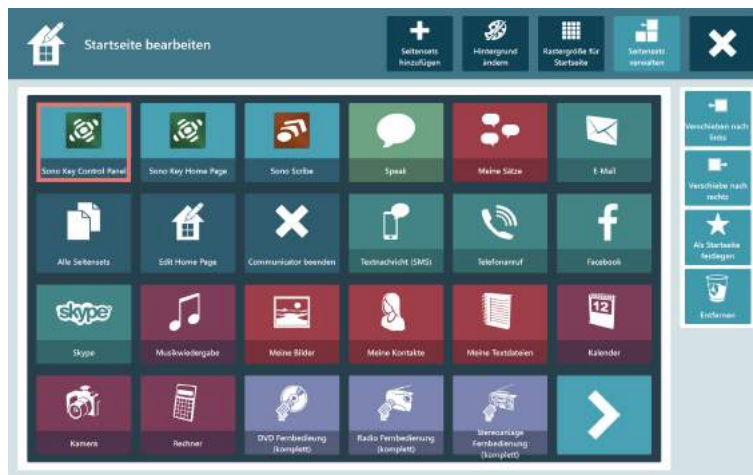 Startseite bearbeiten
Seitensets
hinzufügen
Hintergrund
ändern
Rastergröße für
Startseite
Seitensets
verwalten
Sono Key Control Panel
Sono Key Home Page
Sono Scribe
Speak
Meine Sätze
E-Mail
Verschieben nach
links
Verschiebe nach
rechts
Alle Seitensets
Edit Home Page
Communicator beenden
Textnachricht (SMS)
Telefonanruf
Facebook
Als Startseite
festlegen
Entfernen
skype
12
Skype
Musikwiedergabe
Meine Bilder
Meine Kontakte
Meine Textdateien
Kalender
Kamera
Rechner
DVD Fernbedieung
(komplett)
Radio Fernbedienung
(komplett)
Stereoanlage
Fernbedienung
(komplett)